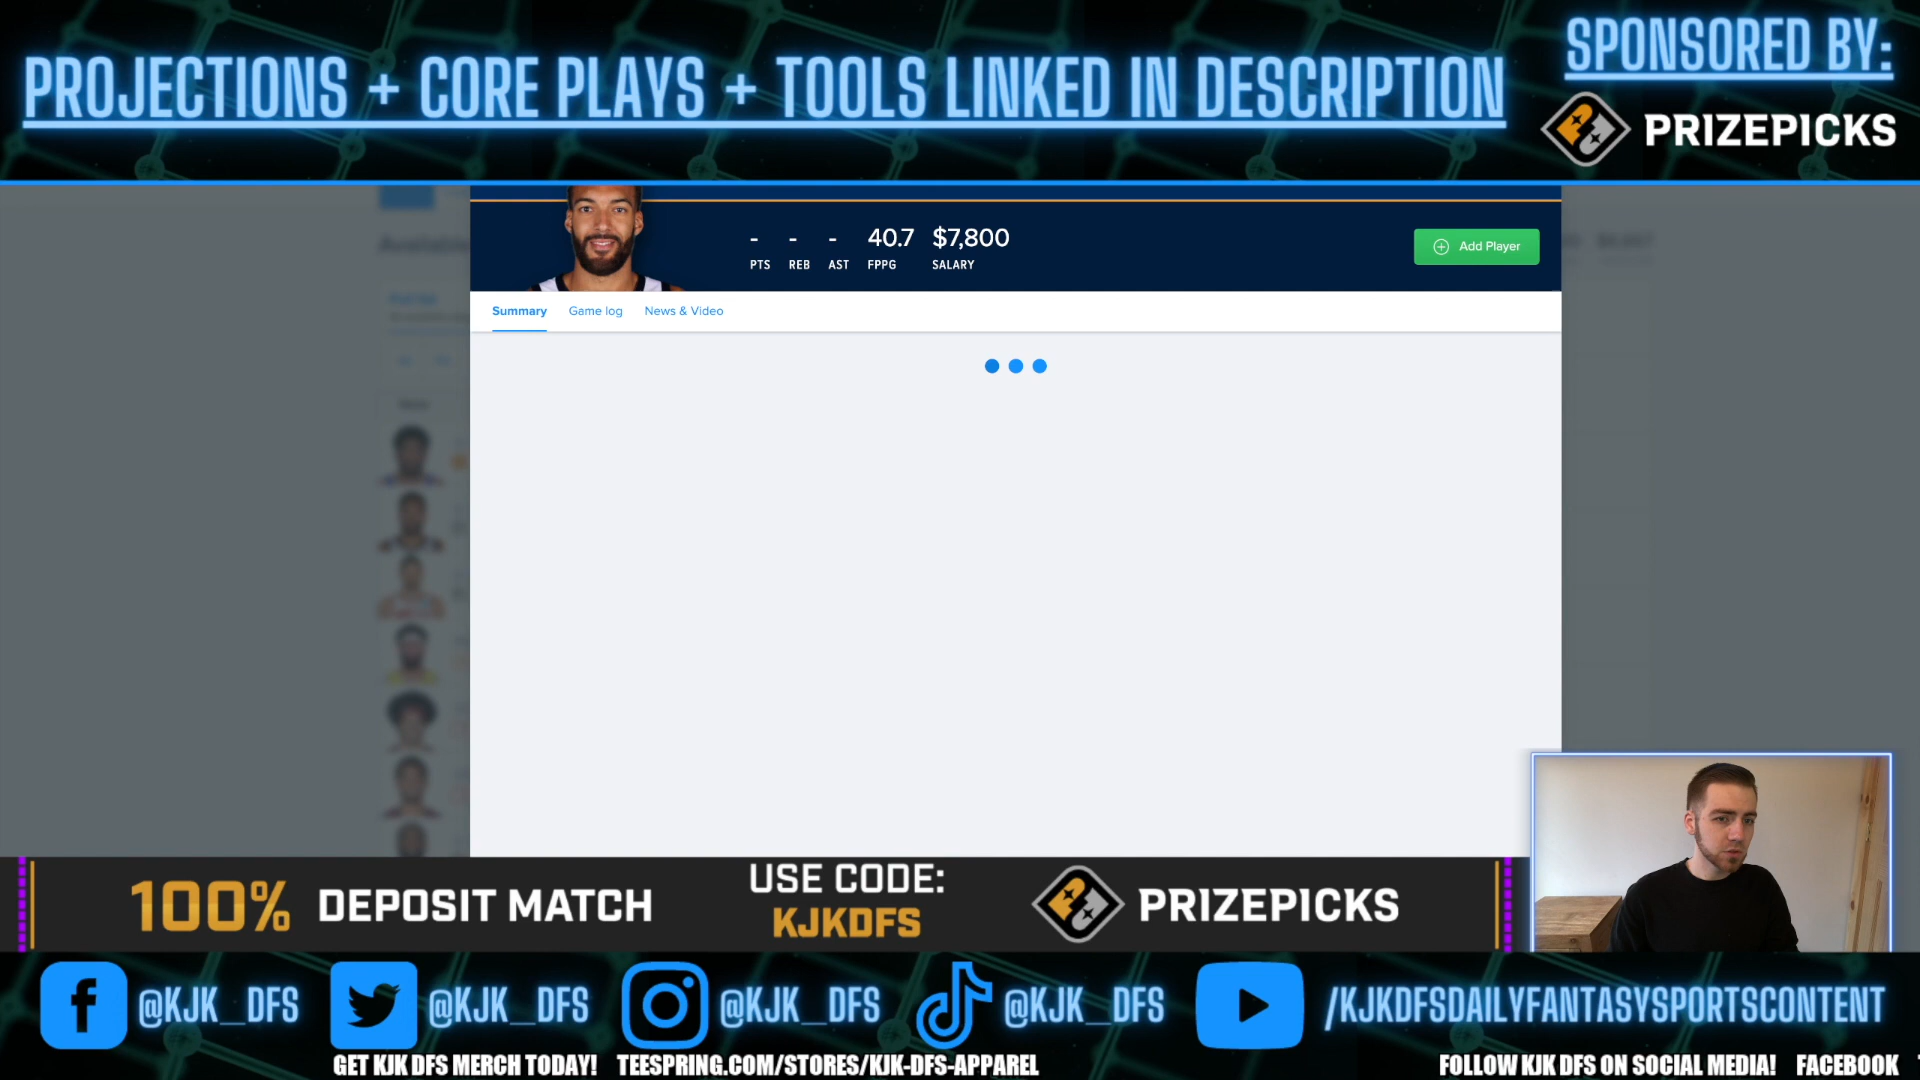 PROJECTIONS + CORE PLAYS + TOOLS LINKED IN DESCRIPTION
SPONSORED BY:
PRIZEPICKS
- - - 40.7 $7,800
PTS REB AST FPPG SALARY
Add Player
Summary Game log News & Video
100% DEPOSIT MATCH
USE CODE:
KJKDFS
PRIZEPICKS
@KJK_DFS @KJK_DFS @KJK_DFS @KJK_DFS /KJKDFSDAILYFANTASYSPORTSCONTENT
GET KJK DFS MERCH TODAY! TEESPRING.COM/STORES/KJK-DFS-APPAREL FOLLOW KJK DFS ON SOCIAL MEDIA! FACEBOOK